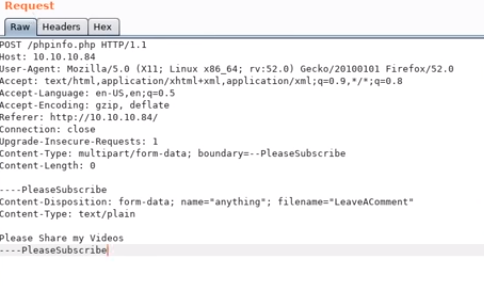 Request
Raw Headers Hex
POST /phpinfo.php HTTP/1.1
Host: 10.10.10.84
User-Agent: Mozilla/5.0 (X11; Linux x86_64; rv:52.0) Gecko/20100101 Firefox/52.0
Accept: text/html,application/xhtml+xml,application/xml;q=0.9,*/*;q=0.8
Accept-Language: en-US,en;q=0.5
Accept-Encoding: gzip, deflate
Referer: http://10.10.10.84/
Connection: close
Upgrade-Insecure-Requests: 1
Content-Type: multipart/form-data; boundary=--PleaseSubscribe
Content-Length: 0
----PleaseSubscribe
Content-Disposition: form-data; name="anything"; filename="LeaveAComment"
Content-Type: text/plain
Please Share my Videos
----PleaseSubscribe